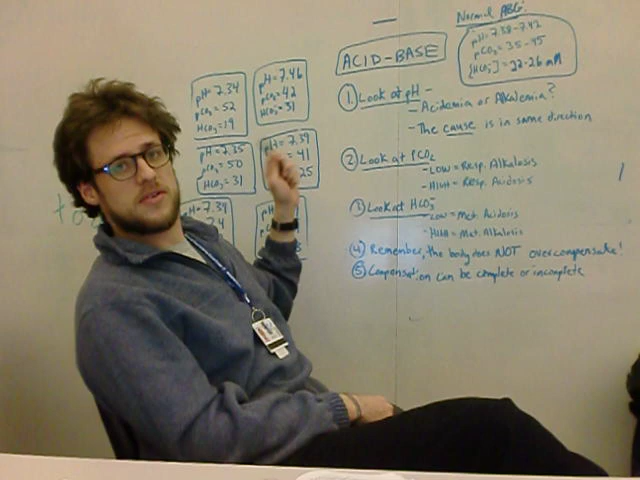 Normal ABG:
pH = 7.38-7.42
pCO₂ = 35-45
[HCO₃⁻] = 22-26 mM
ACID-BASE
① Look at pH -
- Acidemia or Alkalemia?
- The cause is in same direction
② Look at PCO₂
- LOW = Resp. Alkalosis
- HIGH = Resp. Acidosis
③ Look at HCO₃⁻
- LOW = Met. Acidosis
- HIGH = Met. Alkalosis
④ Remember, the body does NOT overcompensate!
⑤ Compensation can be complete or incomplete
pH = 7.34
pCO₂ = 52
HCO₃ = 19
pH = 7.46
pCO₂ = 42
HCO₃ = 31
pH = 7.35
pCO₂ = 50
HCO₃ = 31
pH = 7.39
= 41
25
pH = 7.39
24